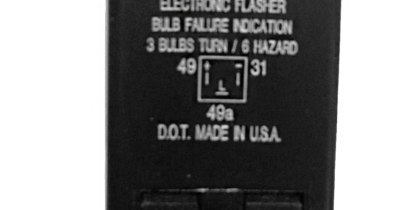 ELECTRONIC FLASHER
BULB FAILURE INDICATION
3 BULBS TURN / 6 HAZARD
49 + - 31
L
49a
D.O.T. MADE IN U.S.A.